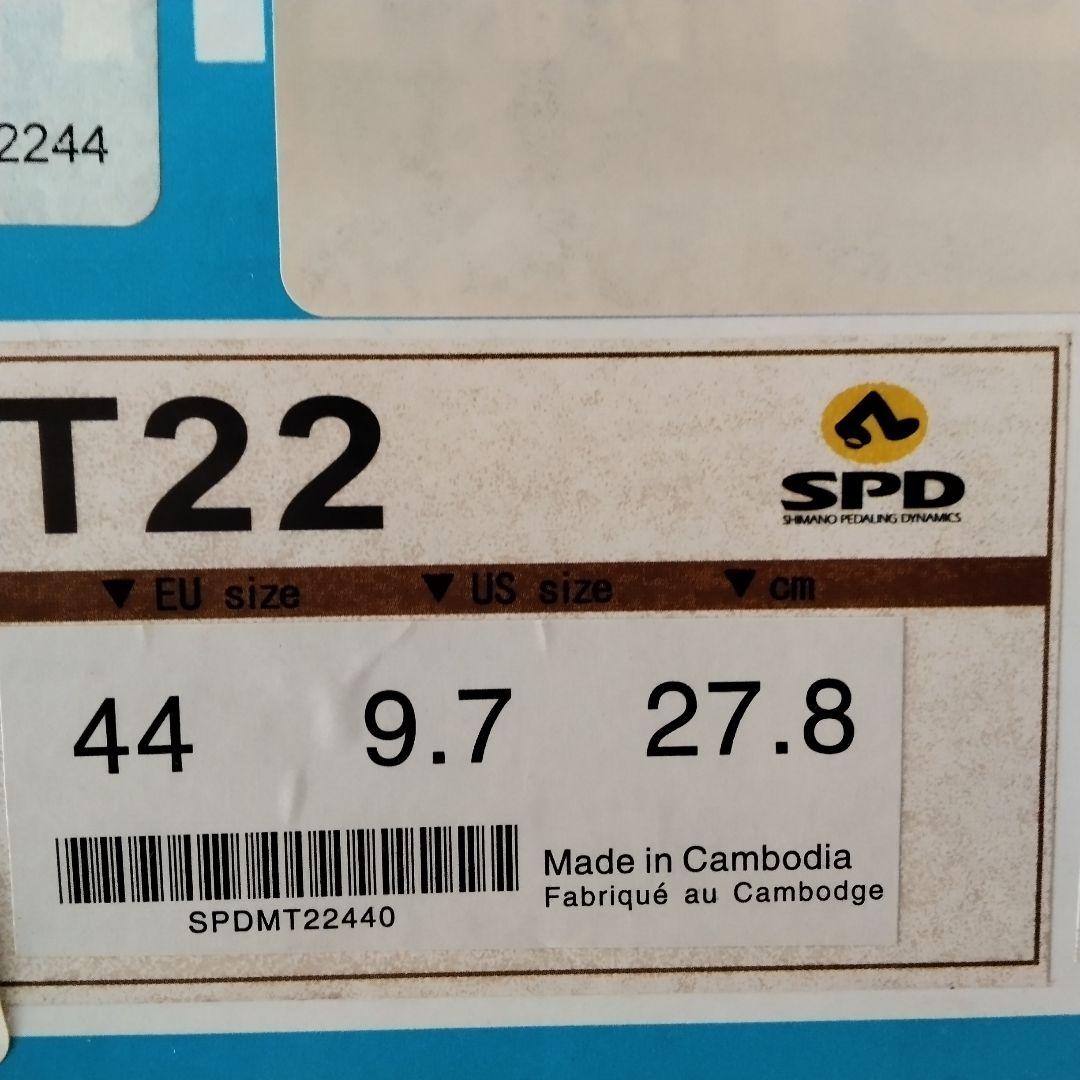 2244
T22
SPD
SHIMANO PEDALING DYNAMICS
▼ EU size ▼ US size ▼ cm
44 9.7 27.8
SPDMT22440
Made in Cambodia
Fabriqué au Cambodge